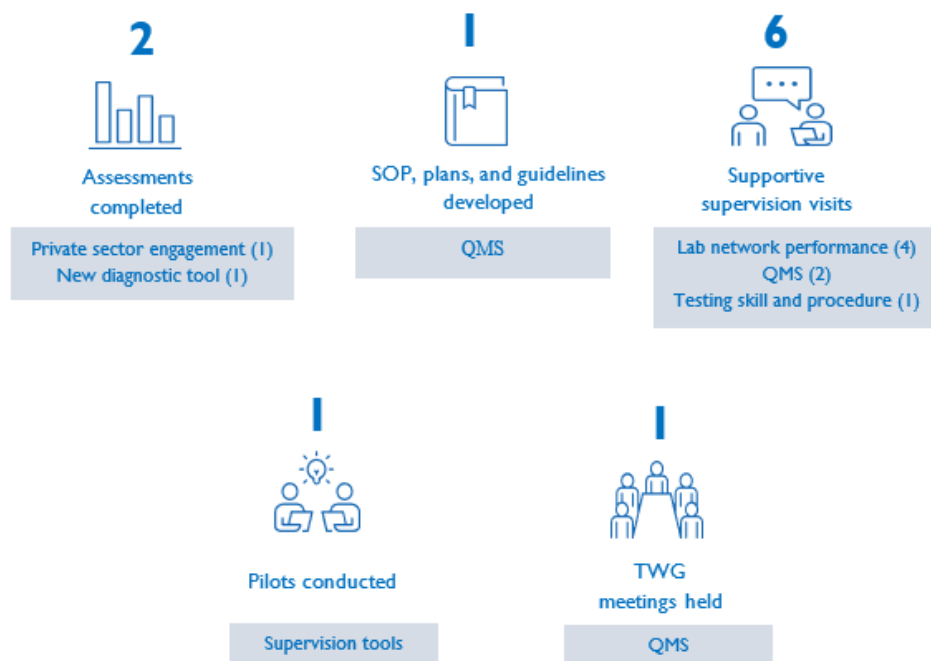 2
Assessments
completed
Private sector engagement (1)
New diagnostic tool (1)
1
SOP, plans, and guidelines
developed
QMS
6
Supportive
supervision visits
Lab network performance (4)
QMS (2)
Testing skill and procedure (1)
1
Pilots conducted
Supervision tools
1
TWG
meetings held
QMS